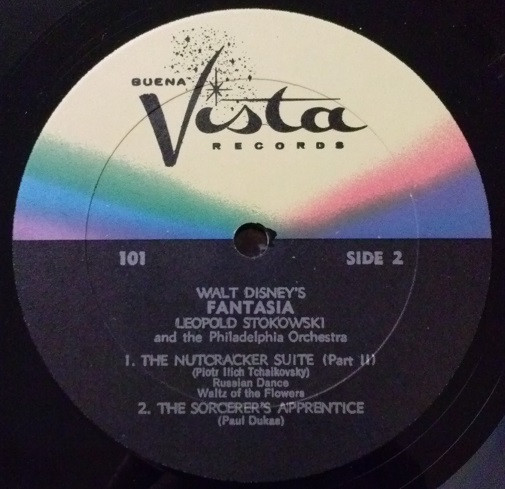 BUENA
Vista
RECORDS
101 SIDE 2
WALT DISNEY'S
FANTASIA
LEOPOLD STOKOWSKI
and the Philadelphia Orchestra
1. THE NUTCRACKER SUITE (Part II)
(Piotr Ilich Tchaikovsky)
Russian Dance
Waltz of the Flowers
2. THE SORCERER'S APPRENTICE
(Paul Dukas)